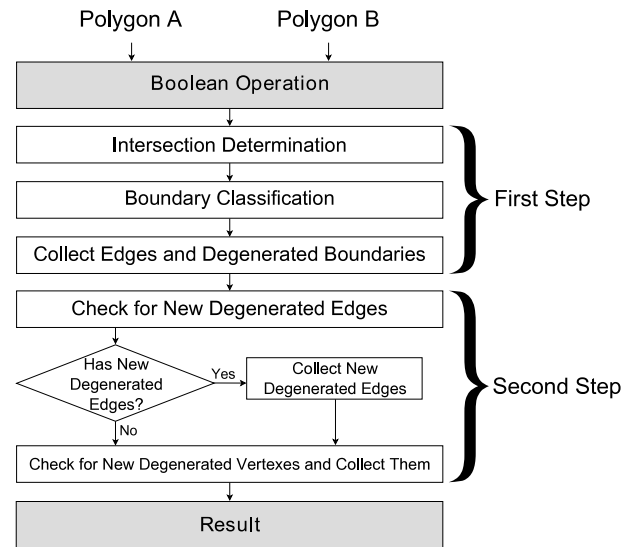 Polygon A
Polygon B
Boolean Operation
Intersection Determination
Boundary Classification
Collect Edges and Degenerated Boundaries
First Step
Check for New Degenerated Edges
Has New
Degenerated
Edges?
Yes
Collect New
Degenerated Edges
Second Step
No
Check for New Degenerated Vertexes and Collect Them
Result